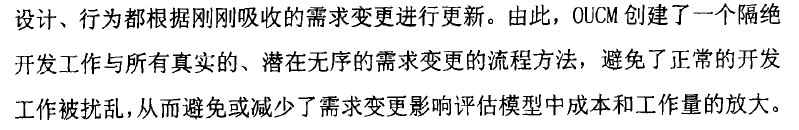 设计、行为都根据刚刚吸收的需求变更进行更新。由此，OUCM创建了一个隔绝
开发工作与所有真实的、潜在无序的需求变更的流程方法，避免了正常的开发
工作被扰乱，从而避免或减少了需求变更影响评估模型中成本和工作量的放大。